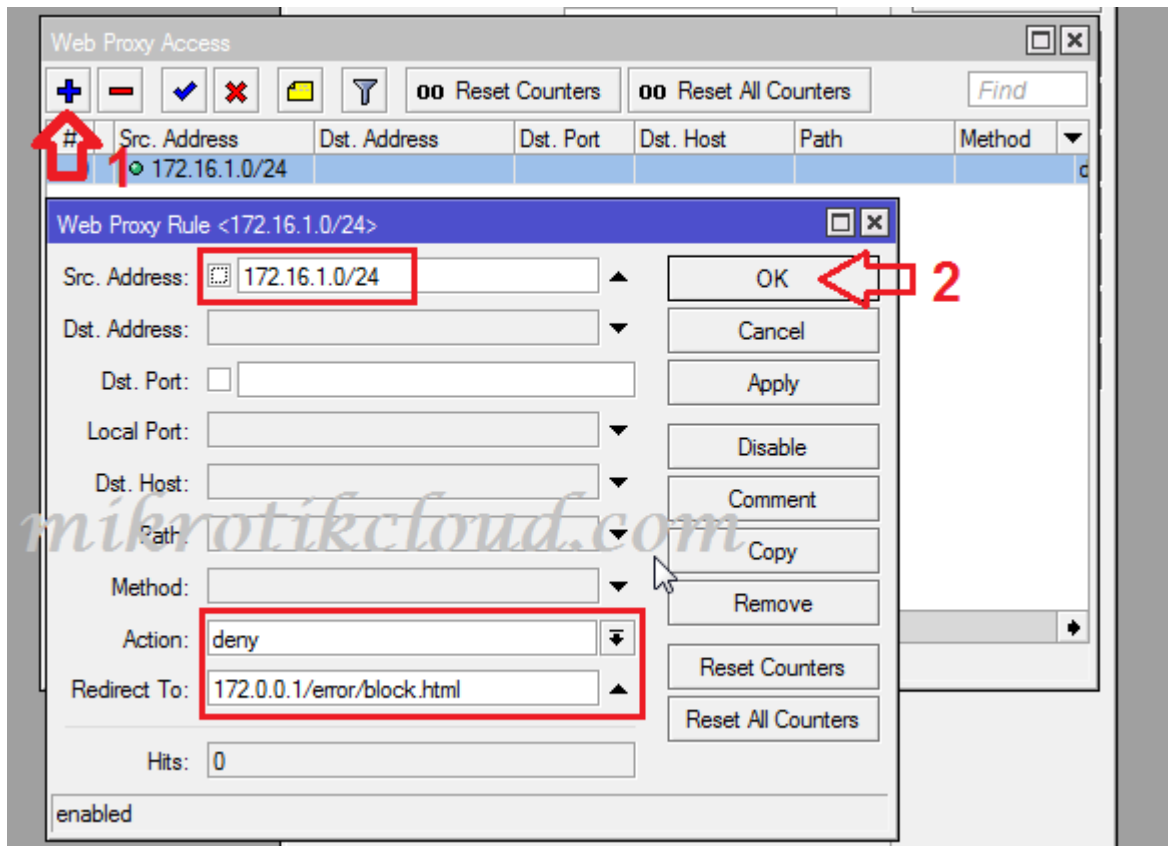 Web Proxy Access
00 Reset Counters 00 Reset All Counters Find
# Src. Address Dst. Address Dst. Port Dst. Host Path Method
172.16.1.0/24
1
Web Proxy Rule <172.16.1.0/24>
Src. Address: 172.16.1.0/24 OK
2
Dst. Address: Cancel
Dst. Port: Apply
Local Port:
Disable
Dst. Host:
Comment
mikrotikcloud.com
Path:
Copy
Method:
Remove
Action: deny
Reset Counters
Redirect To: 172.0.0.1/error/block.html
Reset All Counters
Hits: 0
enabled